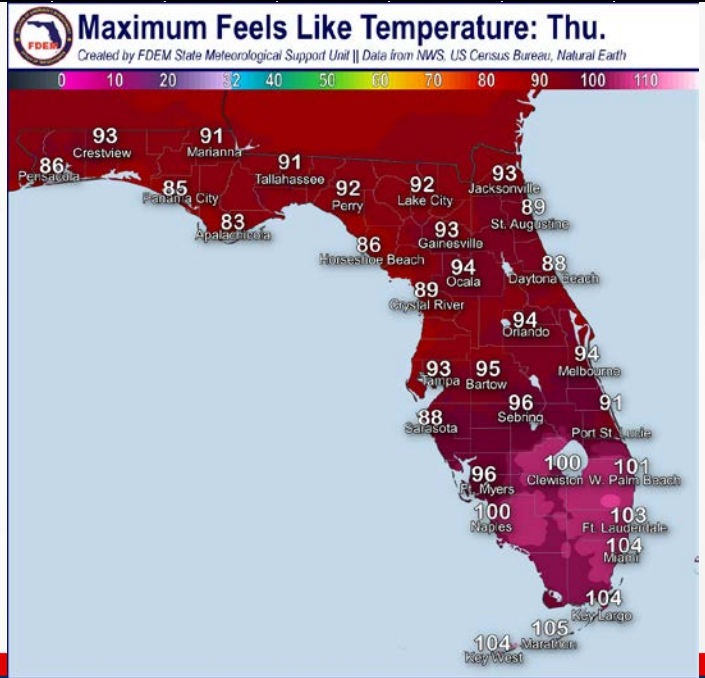 FDEM
Maximum Feels Like Temperature: Thu.
Created by FDEM State Meteorological Support Unit || Data from NWS, US Census Bureau, Natural Earth
0 10 20 32 40 50 60 70 80 90 100 110
93
Crestview
91
Marianna
86
Pensacola
91
Tallahassee
85
Panama City
92
Perry
92
Lake City
93
Jacksonville
83
Apalachicola
89
St. Augustine
86
Horseshoe Beach
93
Gainesville
94
Ocala
88
Daytona Beach
89
Crystal River
94
Orlando
94
Melbourne
93
Tampa
95
Bartow
88
Sarasota
96
Sebring
91
Port St. Lucie
96
Ft. Myers
100
Clewiston
101
W. Palm Beach
100
Naples
103
Ft. Lauderdale
104
Miami
104
Key Largo
105
Marathon
104
Key West